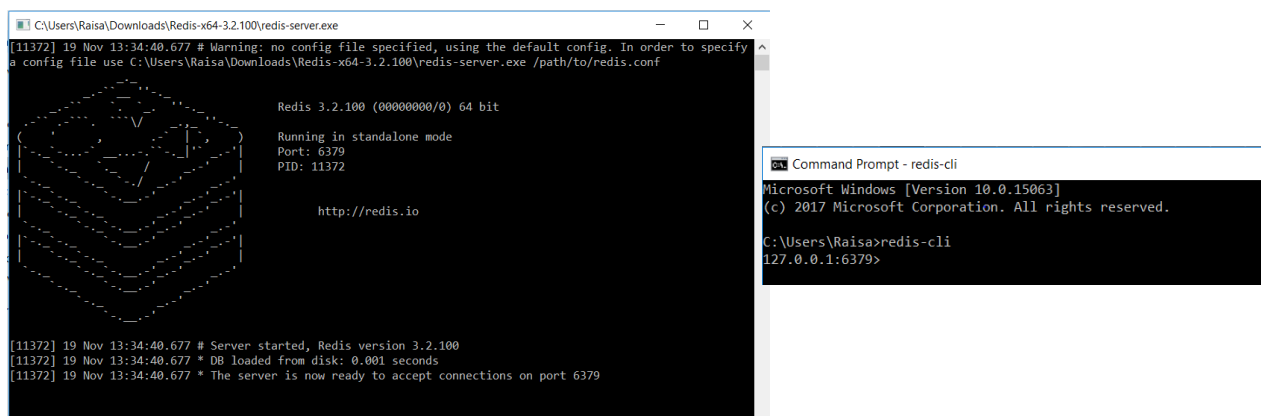 C:\Users\Raisa\Downloads\Redis-x64-3.2.100\redis-server.exe
[11372] 19 Nov 13:34:40.677 # Warning: no config file specified, using the default config. In order to specify
a config file use C:\Users\Raisa\Downloads\Redis-x64-3.2.100\redis-server.exe /path/to/redis.conf
Redis 3.2.100 (00000000/0) 64 bit
Running in standalone mode
Port: 6379
PID: 11372
http://redis.io
[11372] 19 Nov 13:34:40.677 # Server started, Redis version 3.2.100
[11372] 19 Nov 13:34:40.677 * DB loaded from disk: 0.001 seconds
[11372] 19 Nov 13:34:40.677 * The server is now ready to accept connections on port 6379
Command Prompt - redis-cli
Microsoft Windows [Version 10.0.15063]
(c) 2017 Microsoft Corporation. All rights reserved.
C:\Users\Raisa>redis-cli
127.0.0.1:6379>